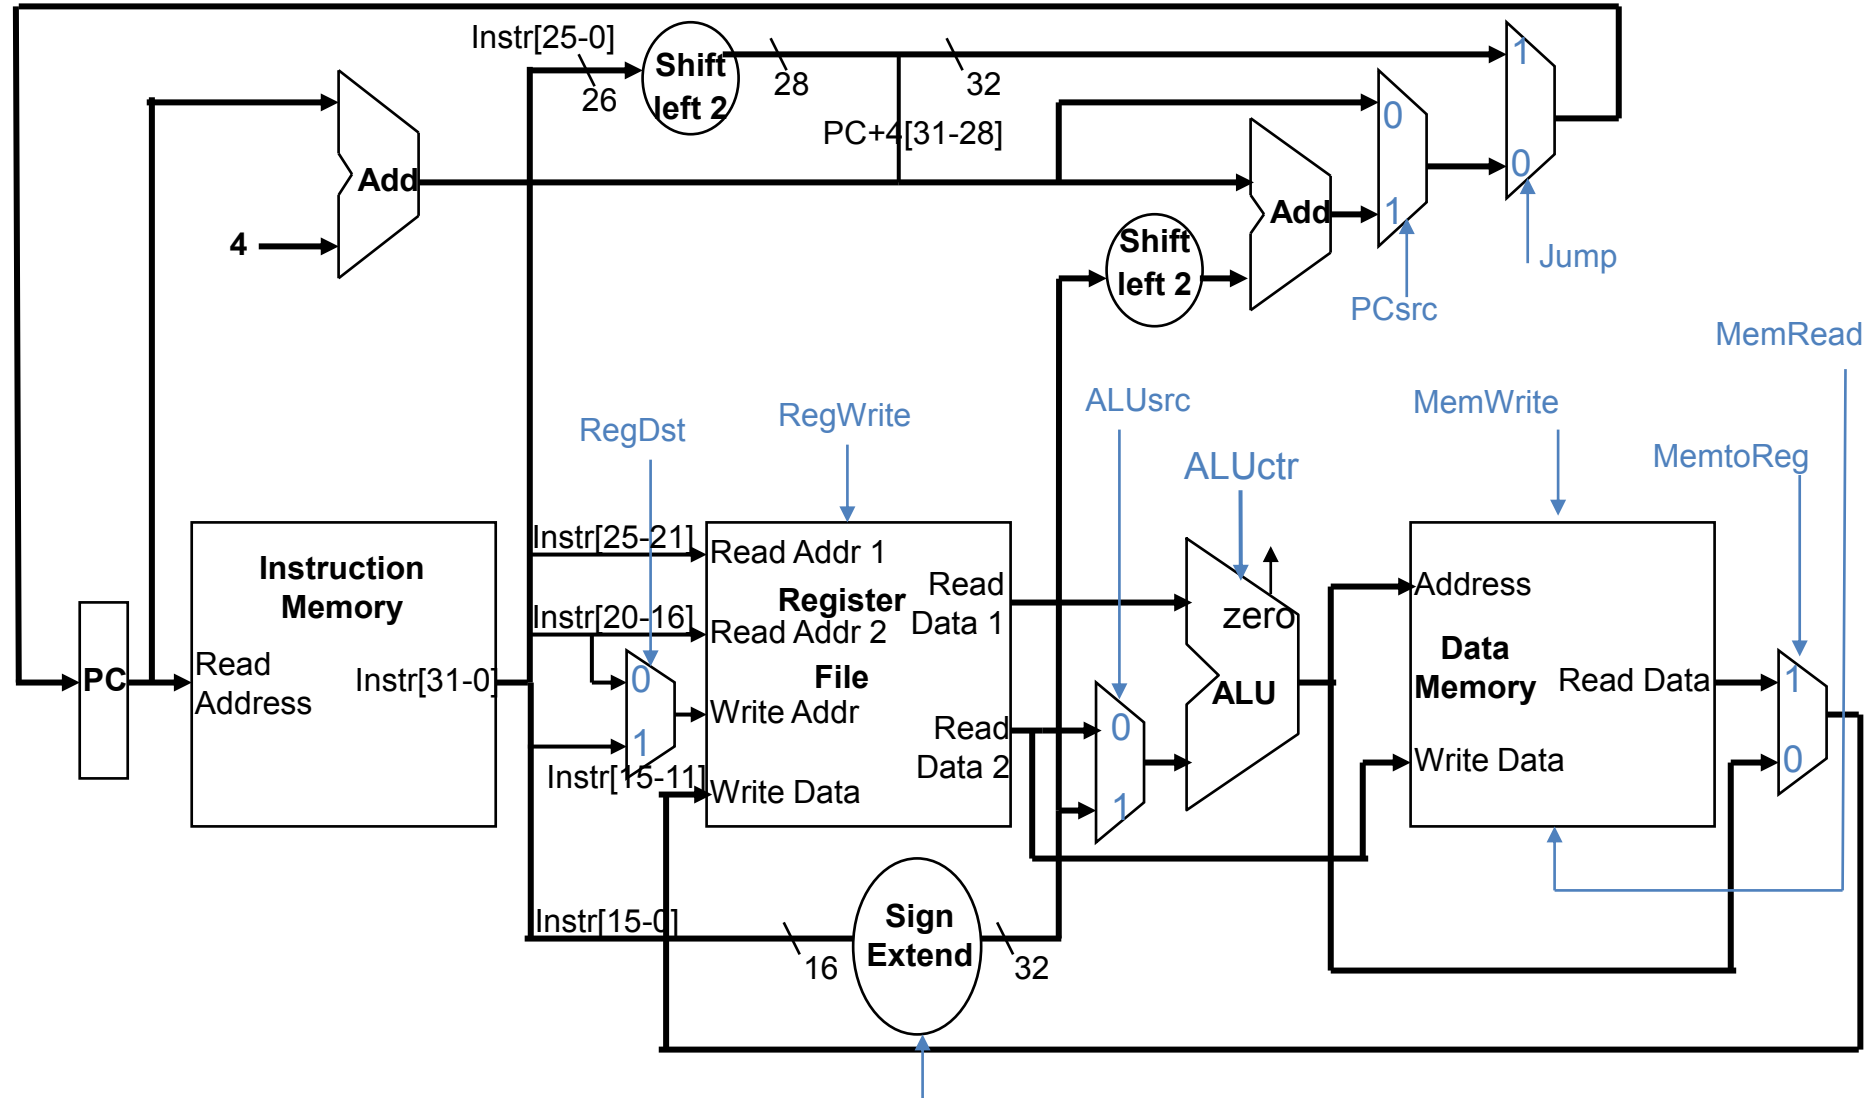 Instr[25-0]
Shift
left 2
26
28
32
1
0
PC+4[31-28]
0
1
Add
4
Add
Shift
left 2
Jump
PCsrc
MemRead
ALUsrc
MemWrite
RegDst
RegWrite
MemtoReg
ALUctr
Instr[25-21]
Read Addr 1
Instruction
Memory
Read
Data 1
Register
Address
zero
Instr[20-16]
Read Addr 2
Data
Memory
PC
Read
Address
Instr[31-0]
0
File
ALU
Read Data
1
Write Addr
1
Read
Data 2
0
Instr[15-11]
Write Data
1
Write Data
0
Instr[15-0]
16
Sign
Extend
32